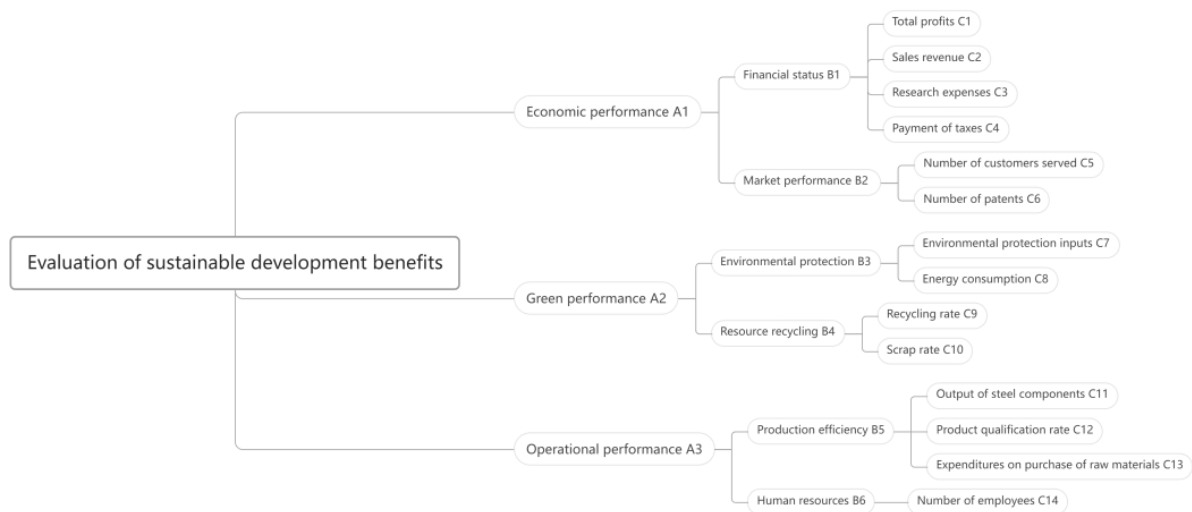 Evaluation of sustainable development benefits
Economic performance A1
Financial status B1
Total profits C1
Sales revenue C2
Research expenses C3
Payment of taxes C4
Market performance B2
Number of customers served C5
Number of patents C6
Green performance A2
Environmental protection B3
Environmental protection inputs C7
Energy consumption C8
Resource recycling B4
Recycling rate C9
Scrap rate C10
Operational performance A3
Production efficiency B5
Output of steel components C11
Product qualification rate C12
Expenditures on purchase of raw materials C13
Human resources B6
Number of employees C14